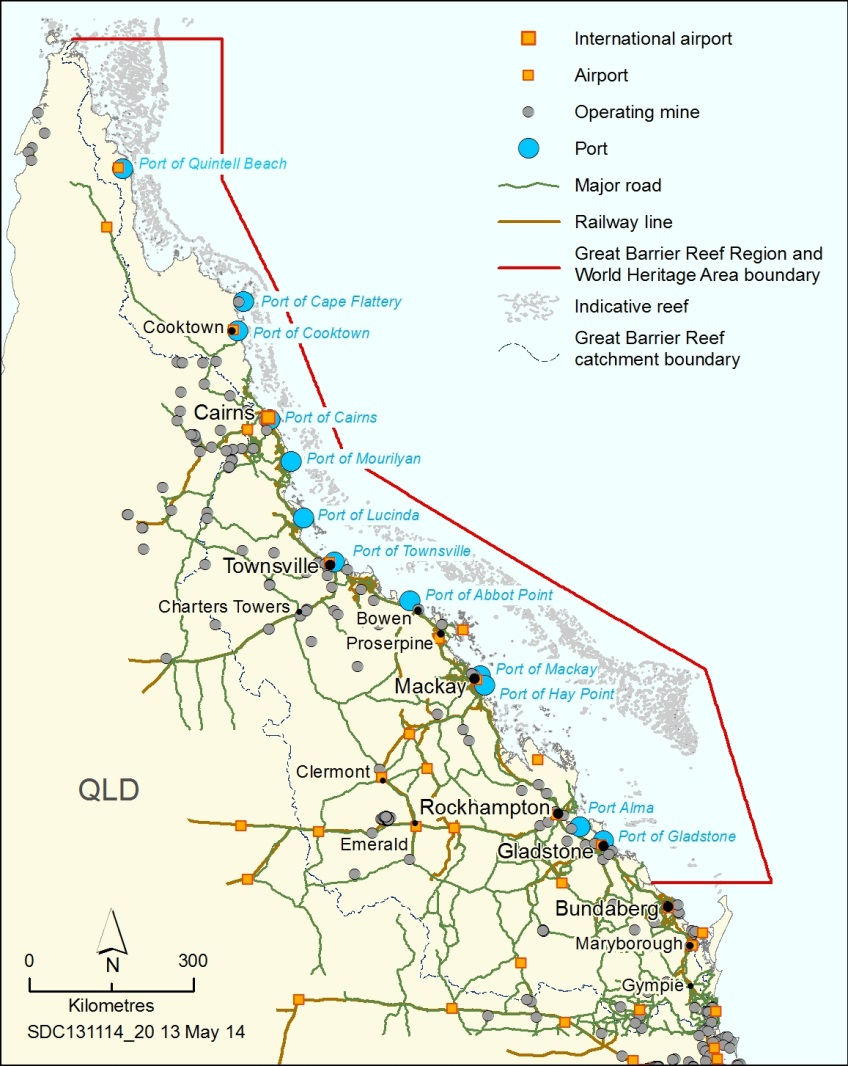 International airport
Airport
Operating mine
Port
Major road
Railway line
Great Barrier Reef Region and
World Heritage Area boundary
Indicative reef
Great Barrier Reef
catchment boundary
Port of Quintell Beach
Port of Cape Flattery
Cooktown
Port of Cooktown
Cairns
Port of Cairns
Port of Mourilyan
Port of Lucinda
Port of Townsville
Townsville
Port of Abbot Point
Charters Towers
Bowen
Proserpine
Port of Mackay
Mackay
Port of Hay Point
Clermont
QLD
Rockhampton
Port Alma
Port of Gladstone
Emerald
Gladstone
Bundaberg
Maryborough
Gympie
0 300
N
Kilometres
SDC131114_20 13 May 14